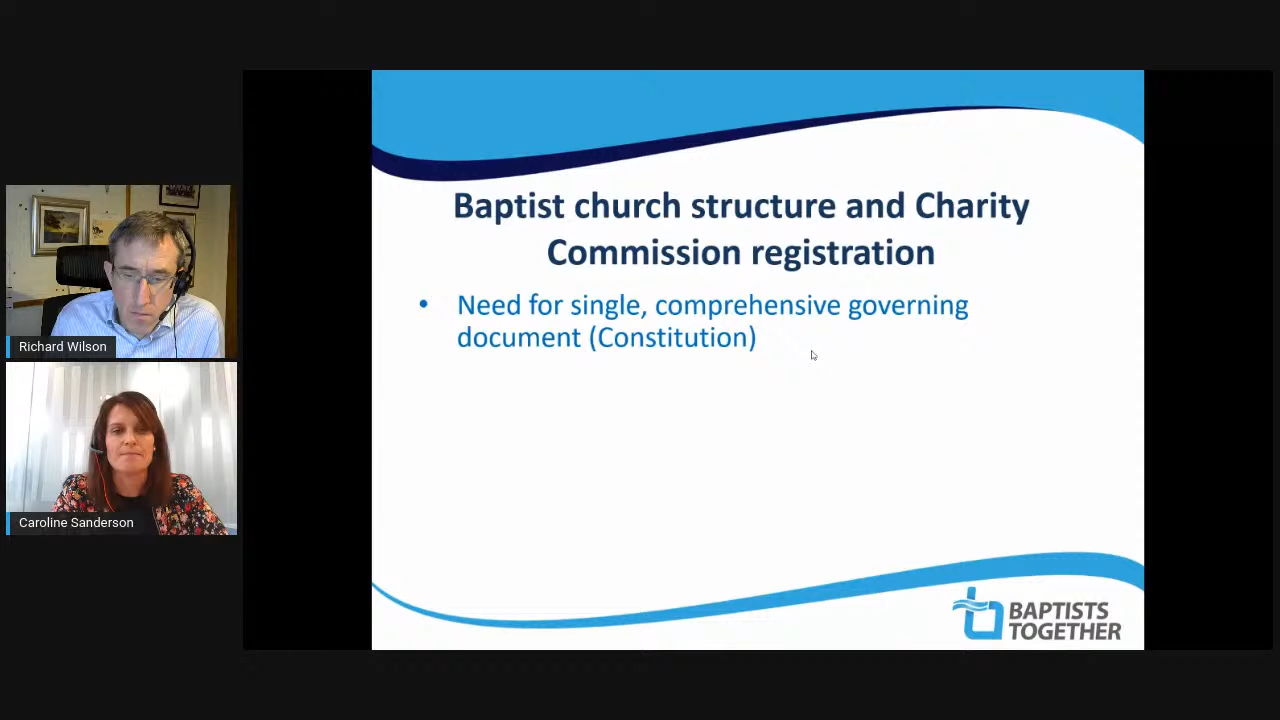 Baptist church structure and Charity
Commission registration
• Need for single, comprehensive governing
document (Constitution)
Richard Wilson
Caroline Sanderson
BAPTISTS
TOGETHER